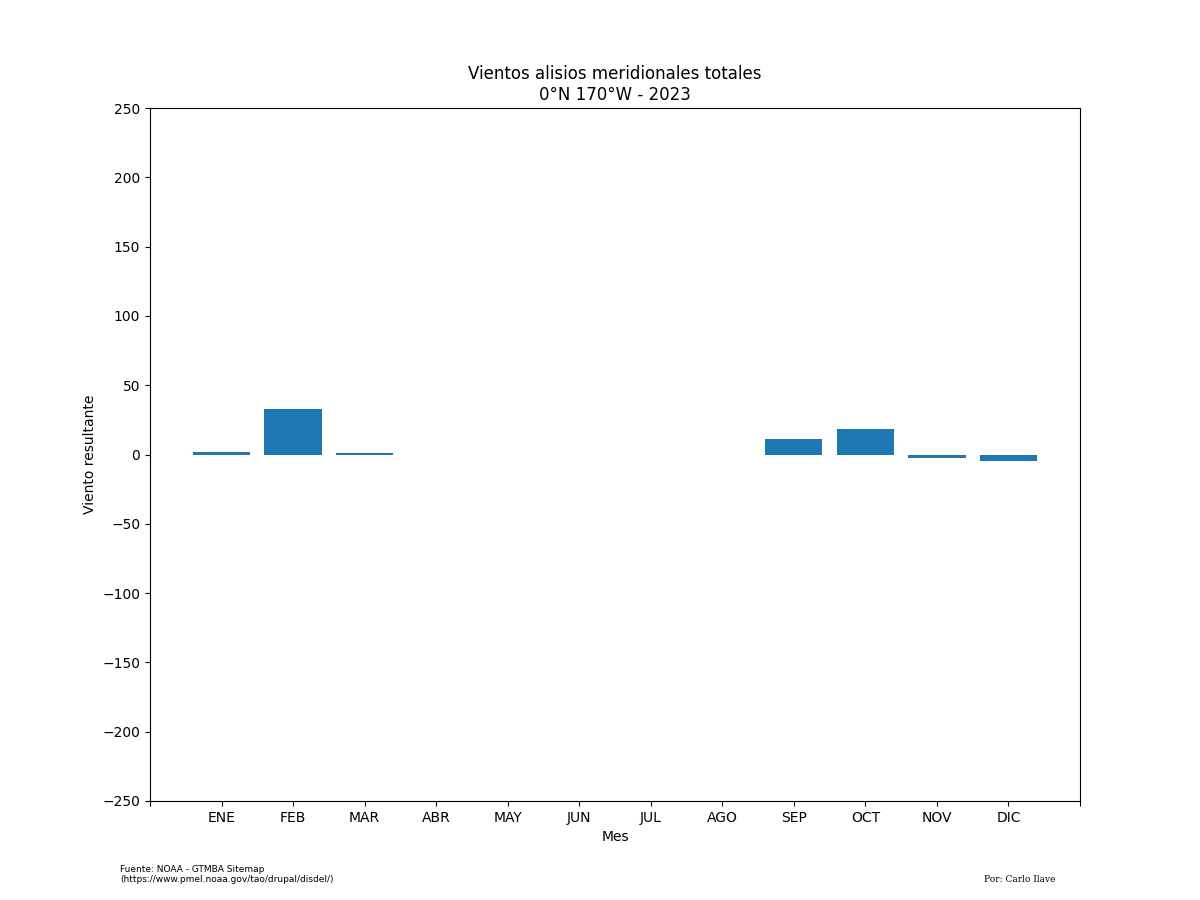 Vientos alisios meridionales totales
0°N 170°W - 2023
250
200
150
100
50
0
−50
−100
−150
−200
−250
Viento resultante
ENE FEB MAR ABR MAY JUN JUL AGO SEP OCT NOV DIC
Mes
Fuente: NOAA - GTMBA Sitemap
(https://www.pmel.noaa.gov/tao/drupal/disdel/)
Por: Carlo Ilave